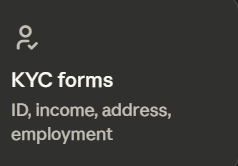 KYC forms
ID, income, address,
employment